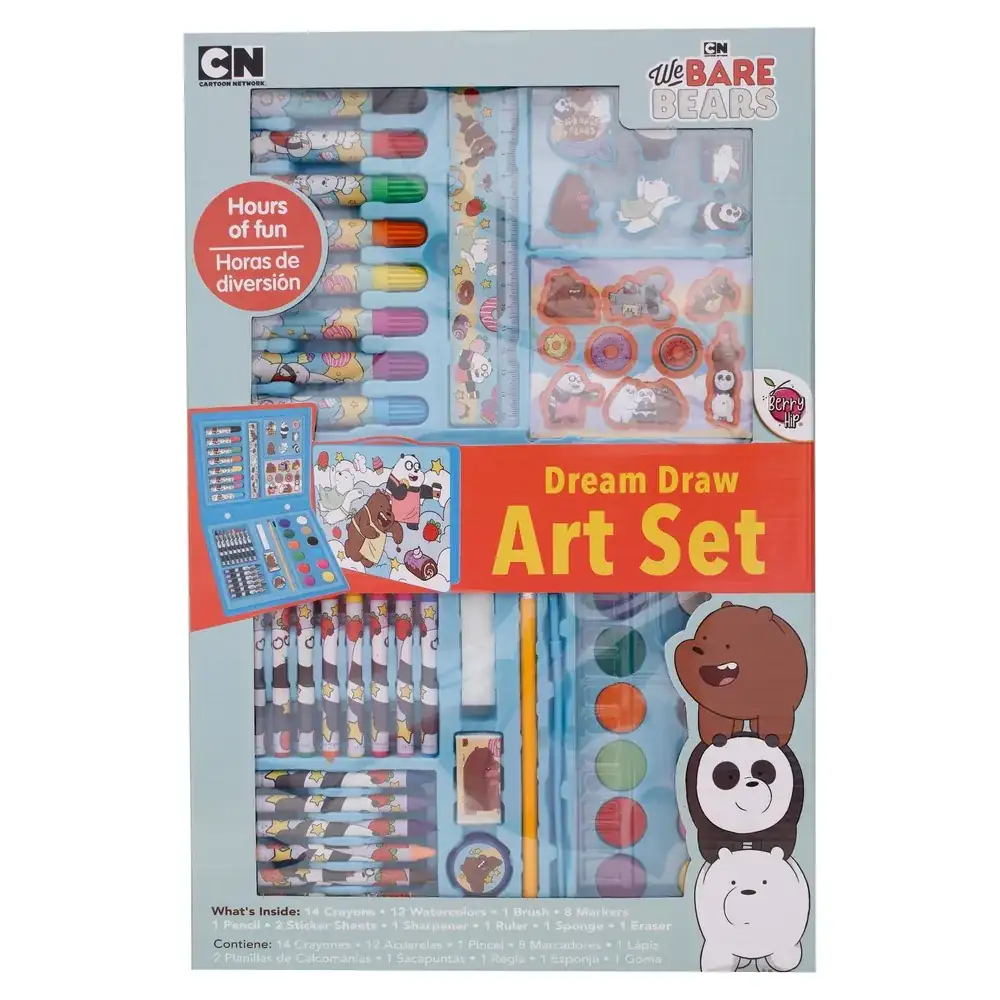 CN
CARTOON NETWORK
CN
We BARE
BEARS
Hours
of fun
Horas de
diversión
Berry
Hip
Dream Draw
Art Set
What's Inside: 14 Crayons • 12 Watercolors • 1 Brush • 8 Markers
1 Pencil • 2 Sticker Sheets • 1 Sharpener • 1 Ruler • 1 Sponge • 1 Eraser
Contiene: 14 Crayones • 12 Acuarelas • 1 Pincel • 8 Marcadores • 1 Lápiz
2 Planillas de Calcomanías • 1 Sacapuntas • 1 Regla • 1 Esponja • 1 Goma